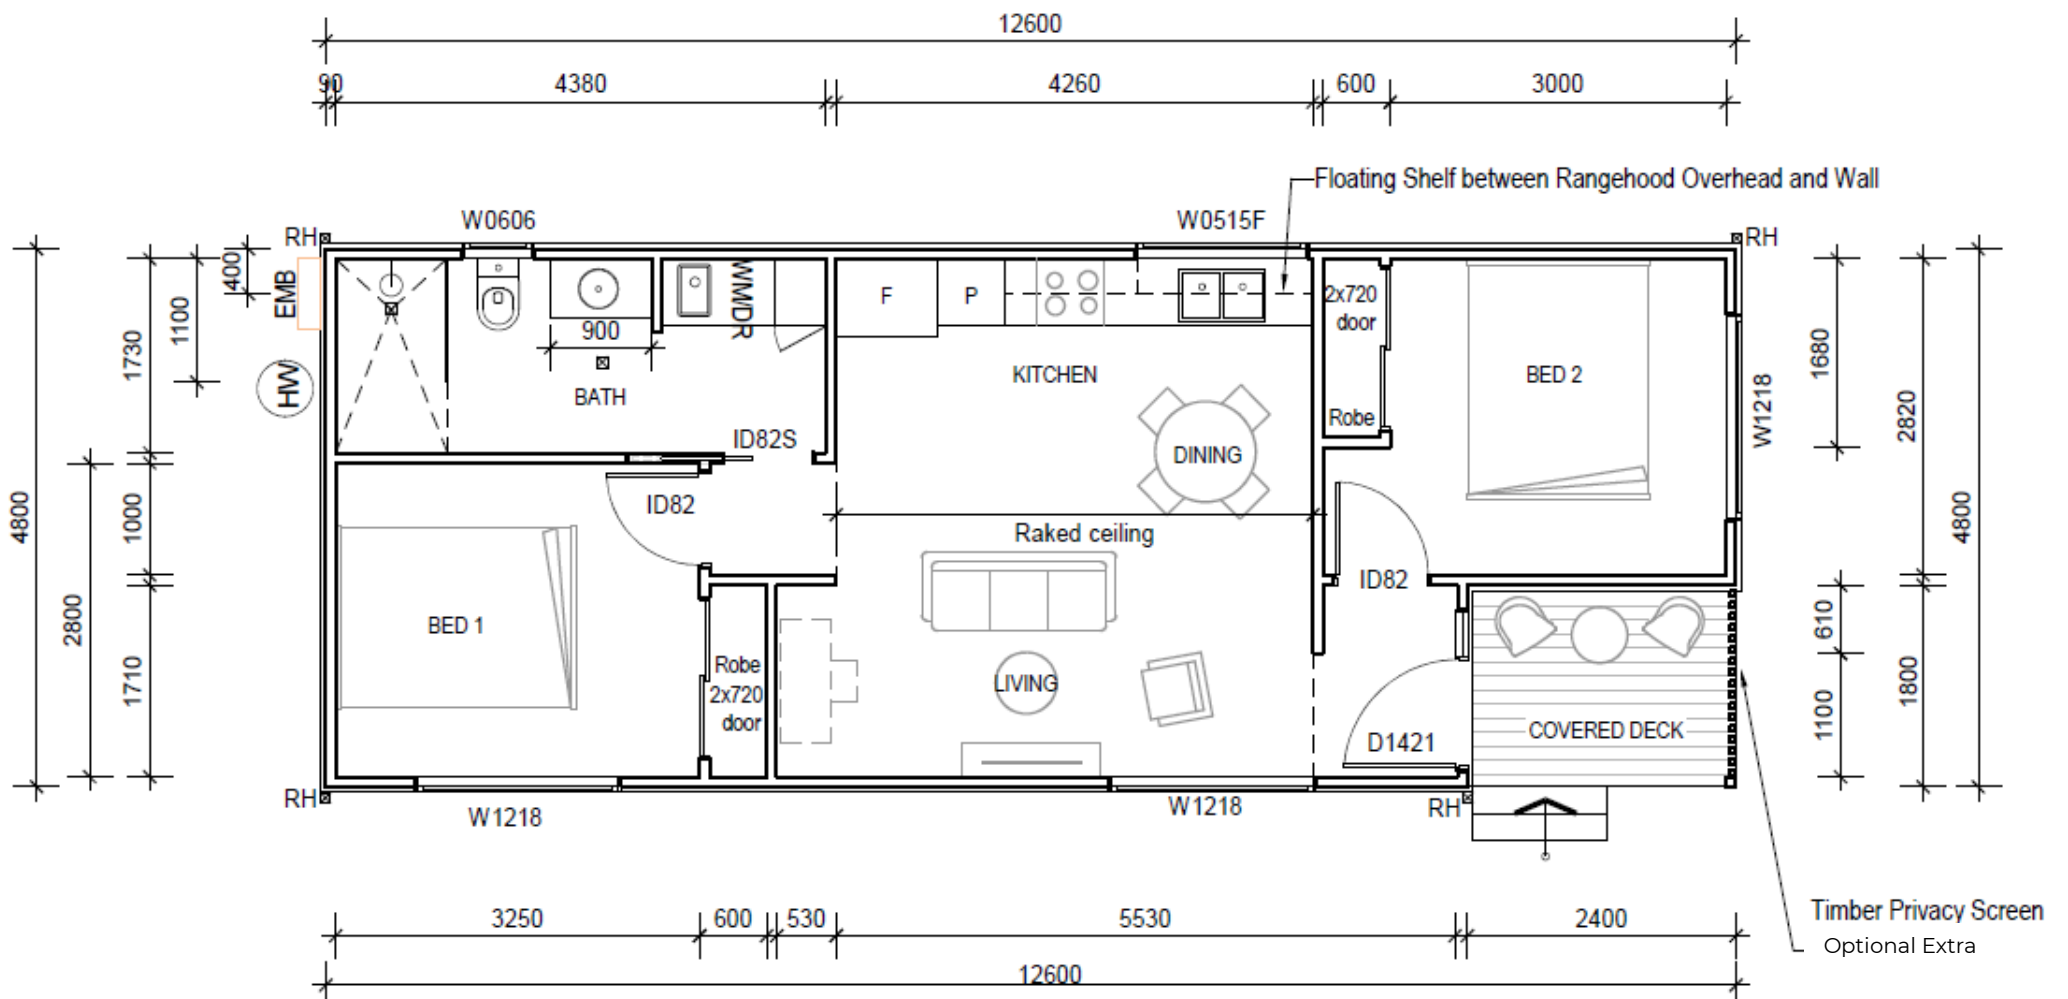 12600
90
4380
4260
600
3000
Floating Shelf between Rangehood Overhead and Wall
W0606
W0515F
RH
RH
EMB
400
1100
1730
HW
4800
1000
2800
1710
WM/DR
900
BATH
ID82S
ID82
F
P
KITCHEN
DINING
2x720
door
Robe
BED 2
W1218
1680
2820
4800
Raked ceiling
ID82
BED 1
Robe
2x720
door
LIVING
D1421
COVERED DECK
610
1100
1800
RH
W1218
W1218
RH
Timber Privacy Screen
Optional Extra
3250
600
530
5530
2400
12600